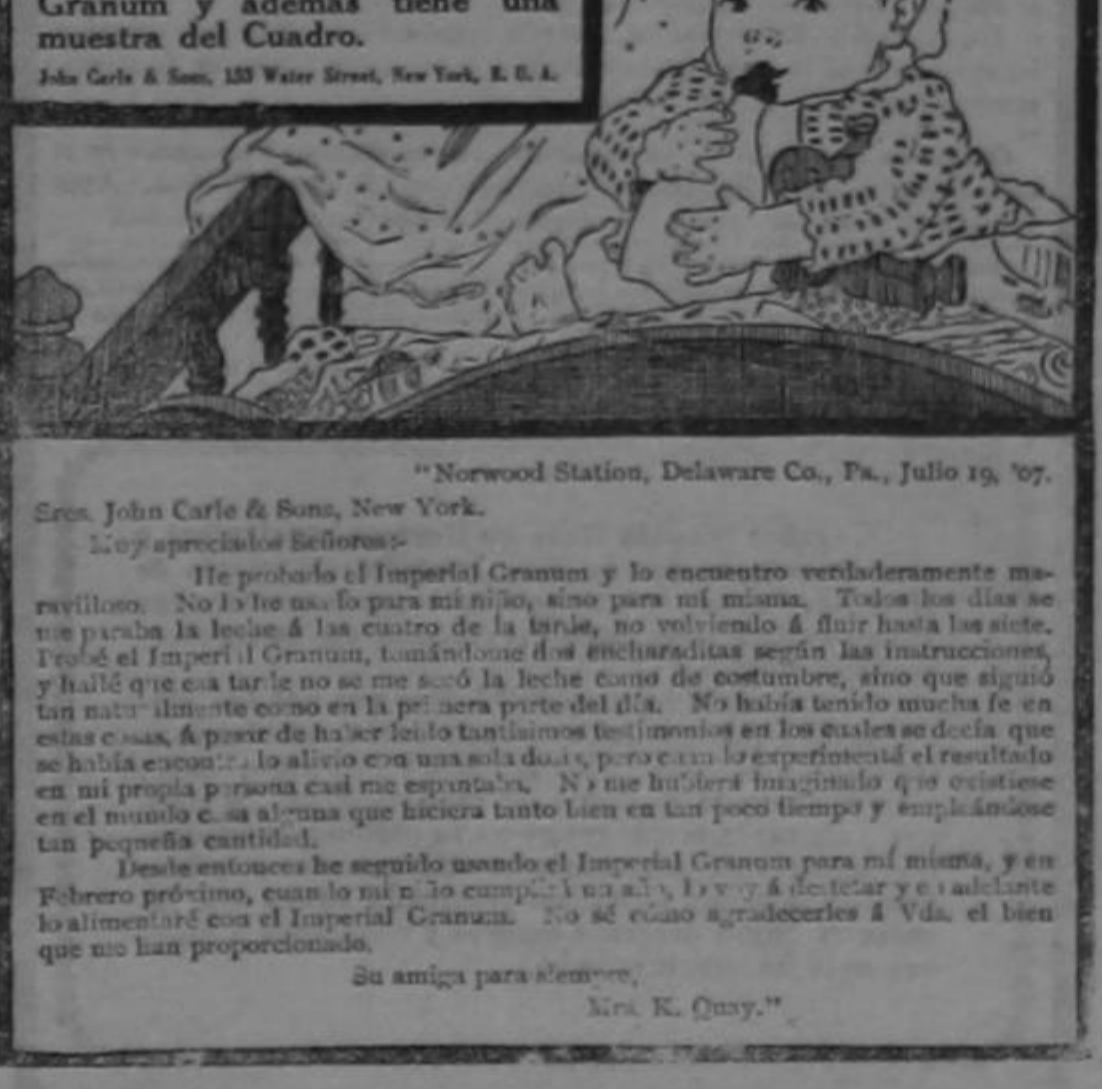 Granum y además tiene una
muestra del Cuadro.
John Carle & Sons, 153 Water Street, New York, E. U. A.
"Norwood Station, Delaware Co., Pa., Julio 19, '07.
Sres. John Carle & Sons, New York.
Muy apreciados Señores:-
He probado el Imperial Granum y lo encuentro verdaderamente ma-
ravilloso. No lo he usado para mi niño, sino para mí misma. Todos los días se
me paraba la leche á las cuatro de la tarde, no volviendo á fluir hasta las siete.
Probé el Imperial Granum, tomándome dos cucharaditas según las instrucciones,
y hallé que esa tarde no se me secó la leche como de costumbre, sino que siguió
tan naturalmente como en la primera parte del día. No había tenido mucha fe en
estas cosas, á pesar de haber leído tantísimos testimonios en los cuales se decía que
se había encontrado alivio con una sola dosis, pero cuando experimenté el resultado
en mi propia persona casi me espantaba. No me hubiera imaginado que existiese
en el mundo cosa alguna que hiciera tanto bien en tan poco tiempo y empleándose
tan pequeña cantidad.
Desde entonces he seguido usando el Imperial Granum para mí misma, y en
Febrero próximo, cuando mi niño cumplirá un año, lo voy á destetar y en adelante
lo alimentaré con el Imperial Granum. No sé cómo agradecerles á Vds. el bien
que me han proporcionado.
Su amiga para siempre,
Mrs. K. Quay."